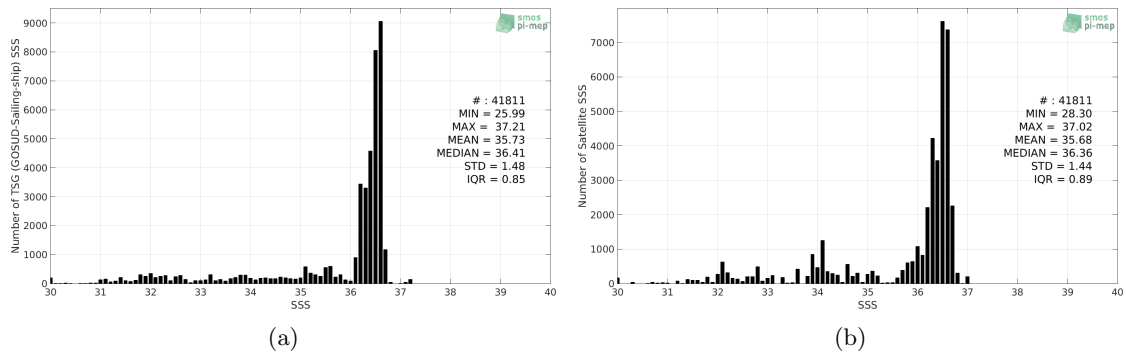 9000
8000
7000
6000
5000
4000
3000
2000
1000
0
Number of TSG (GOSUD-Sailing-ship) SSS
smos
pi-mep
# : 41811
MIN = 25.99
MAX = 37.21
MEAN = 35.73
MEDIAN = 36.41
STD = 1.48
IQR = 0.85
30 31 32 33 34 35 36 37 38 39 40
SSS
(a)
7000
6000
5000
4000
3000
2000
1000
0
Number of Satellite SSS
smos
pi-mep
# : 41811
MIN = 28.30
MAX = 37.02
MEAN = 35.68
MEDIAN = 36.36
STD = 1.44
IQR = 0.89
30 31 32 33 34 35 36 37 38 39 40
SSS
(b)